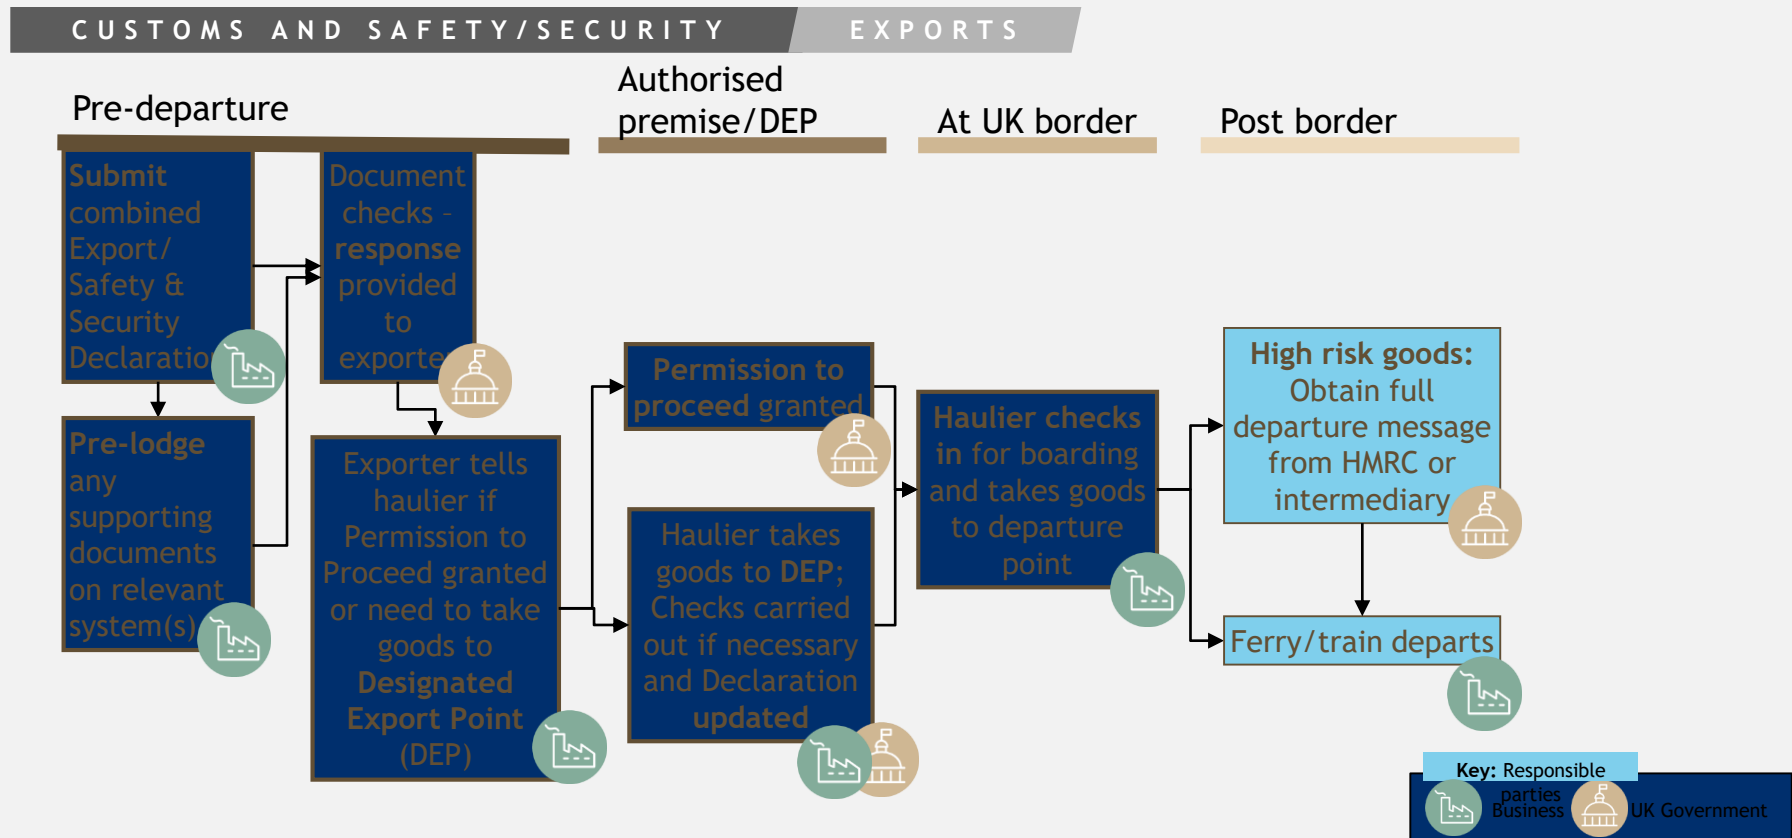 CUSTOMS AND SAFETY/SECURITY
EXPORTS
Pre-departure
Authorised
premise/DEP
At UK border
Post border
Submit
combined
Export/
Safety &
Security
Declaratio
Pre-lodge
any
supporting
documents
on relevant
system(s)
Document
checks –
response
provided
to
exporter
Exporter tells
haulier if
Permission to
Proceed granted
or need to take
goods to
Designated
Export Point
(DEP)
Permission to
proceed granted
Haulier takes
goods to DEP;
Checks carried
out if necessary
and Declaration
updated
Haulier checks
in for boarding
and takes goods
to departure
point
High risk goods:
Obtain full
departure message
from HMRC or
intermediary
Ferry/train departs
Key: Responsible
parties
Business
UK Government